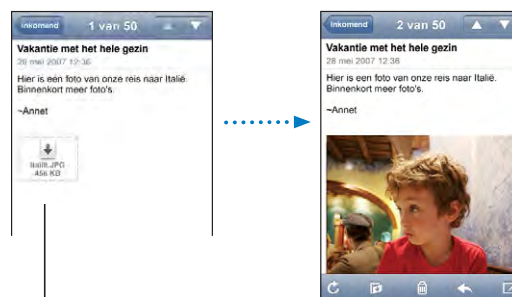 Inkomend
1 van 50
Vakantie met het hele gezin
28 mei 2007 12:36
Hier is een foto van onze reis naar Italië.
Binnenkort meer foto's.
~Annet
Italië.JPG
456 KB
Inkomend
2 van 50
Vakantie met het hele gezin
28 mei 2007 12:36
Hier is een foto van onze reis naar Italië.
Binnenkort meer foto's.
~Annet